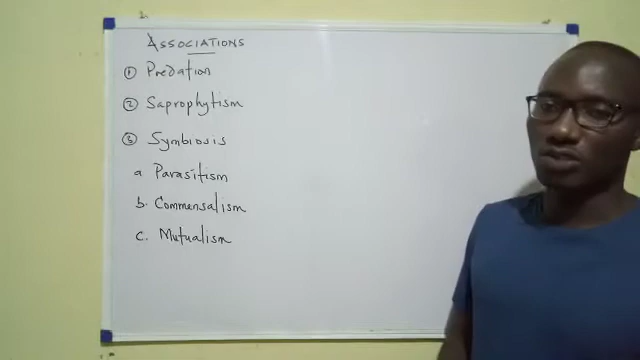 ASSOCIATIONS
① Predation
② Saprophytism
③ Symbiosis
a Parasitism
b. Commensalism
c. Mutualism